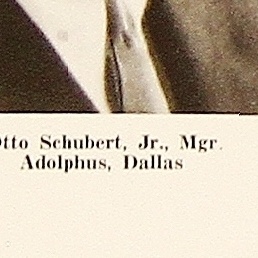 tto Schubert, Jr., Mgr.
Adolphus, Dallas